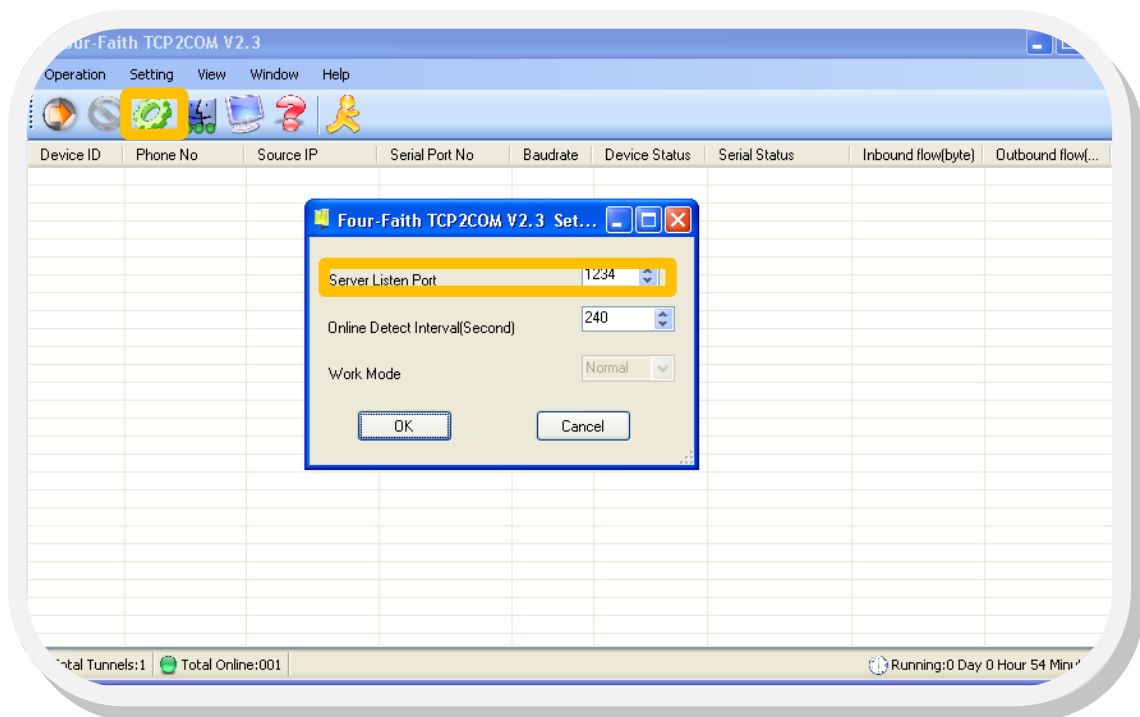 Four-Faith TCP2COM V2.3
Operation Setting View Window Help
Device ID Phone No Source IP Serial Port No Baudrate Device Status Serial Status Inbound flow(byte) Outbound flow(...
Four-Faith TCP2COM V2.3 Set...
Server Listen Port 1234
Online Detect Interval(Second) 240
Work Mode Normal
OK Cancel
Total Tunnels:1 Total Online:001 Running:0 Day 0 Hour 54 Minu